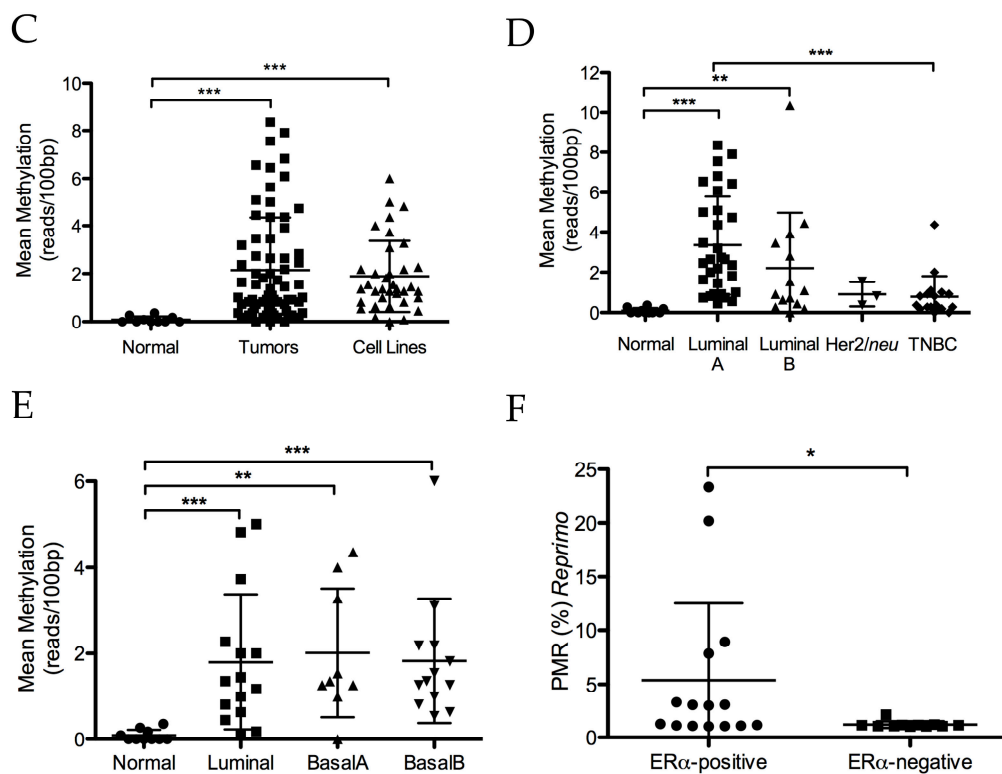 C
Mean Methylation
(reads/100bp)
10
8
6
4
2
0
***
***
Normal
Tumors
Cell Lines
D
Mean Methylation
(reads/100bp)
12
10
8
6
4
2
0
***
**
***
Normal
Luminal
A
Luminal
B
Her2/neu
TNBC
E
Mean Methylation
(reads/100bp)
6
4
2
0
***
**
***
Normal
Luminal
BasalA
BasalB
F
PMR (%) Reprimo
25
20
15
10
5
0
*
ERα-positive
ERα-negative